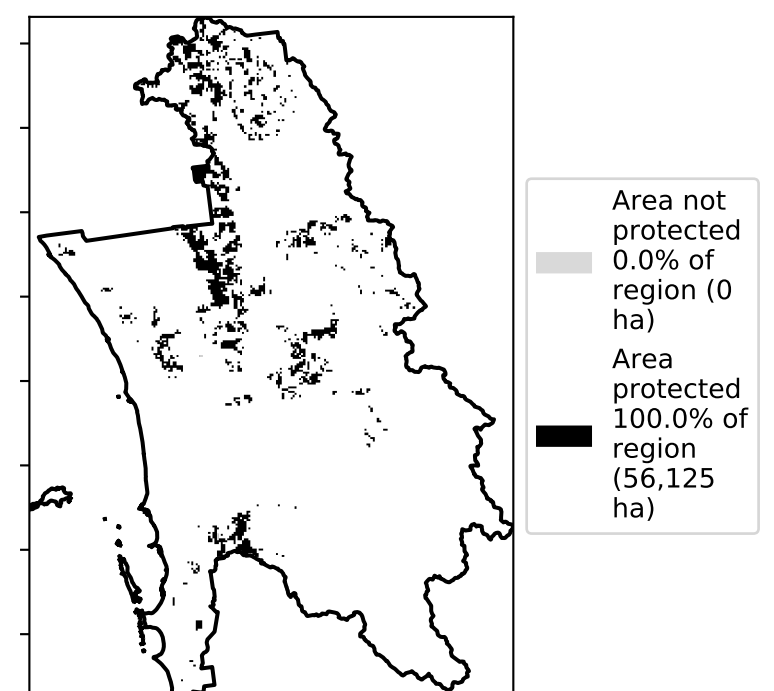 Area not
protected
0.0% of
region (0
ha)
Area
protected
100.0% of
region
(56,125
ha)